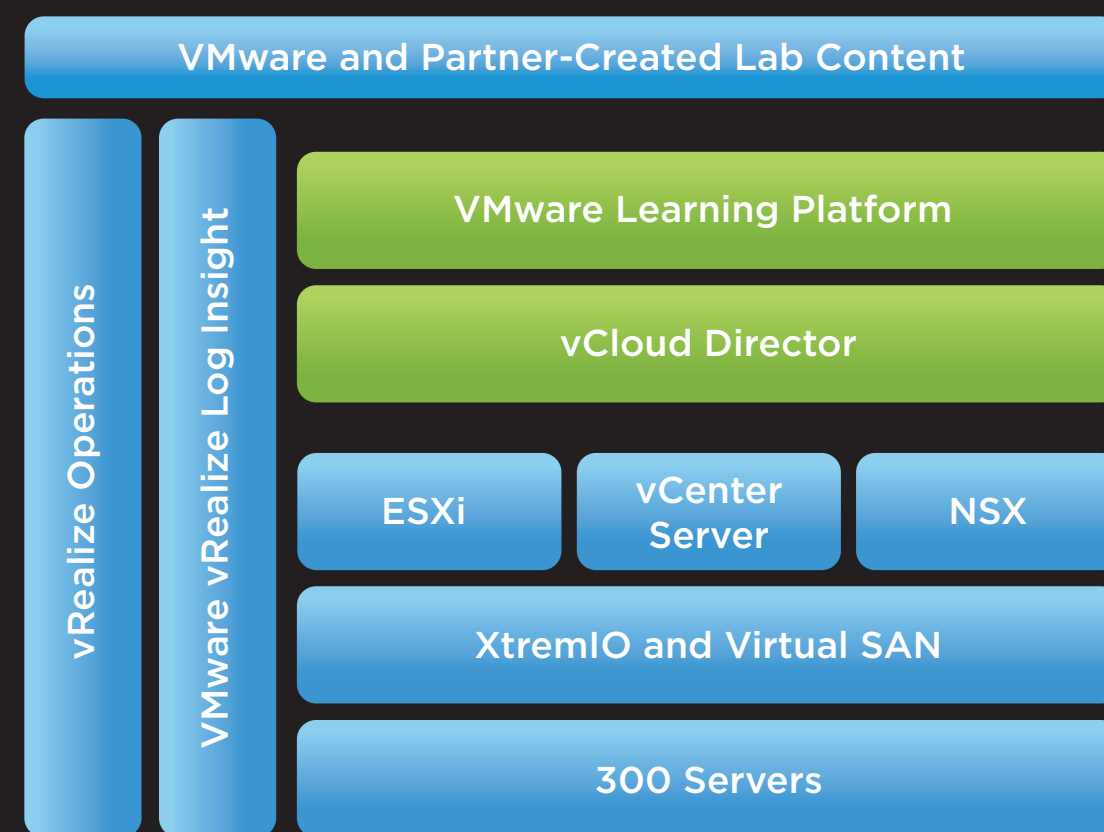 VMware and Partner-Created Lab Content
vRealize Operations
VMware vRealize Log Insight
VMware Learning Platform
vCloud Director
ESXi
vCenter
Server
NSX
XtremIO and Virtual SAN
300 Servers